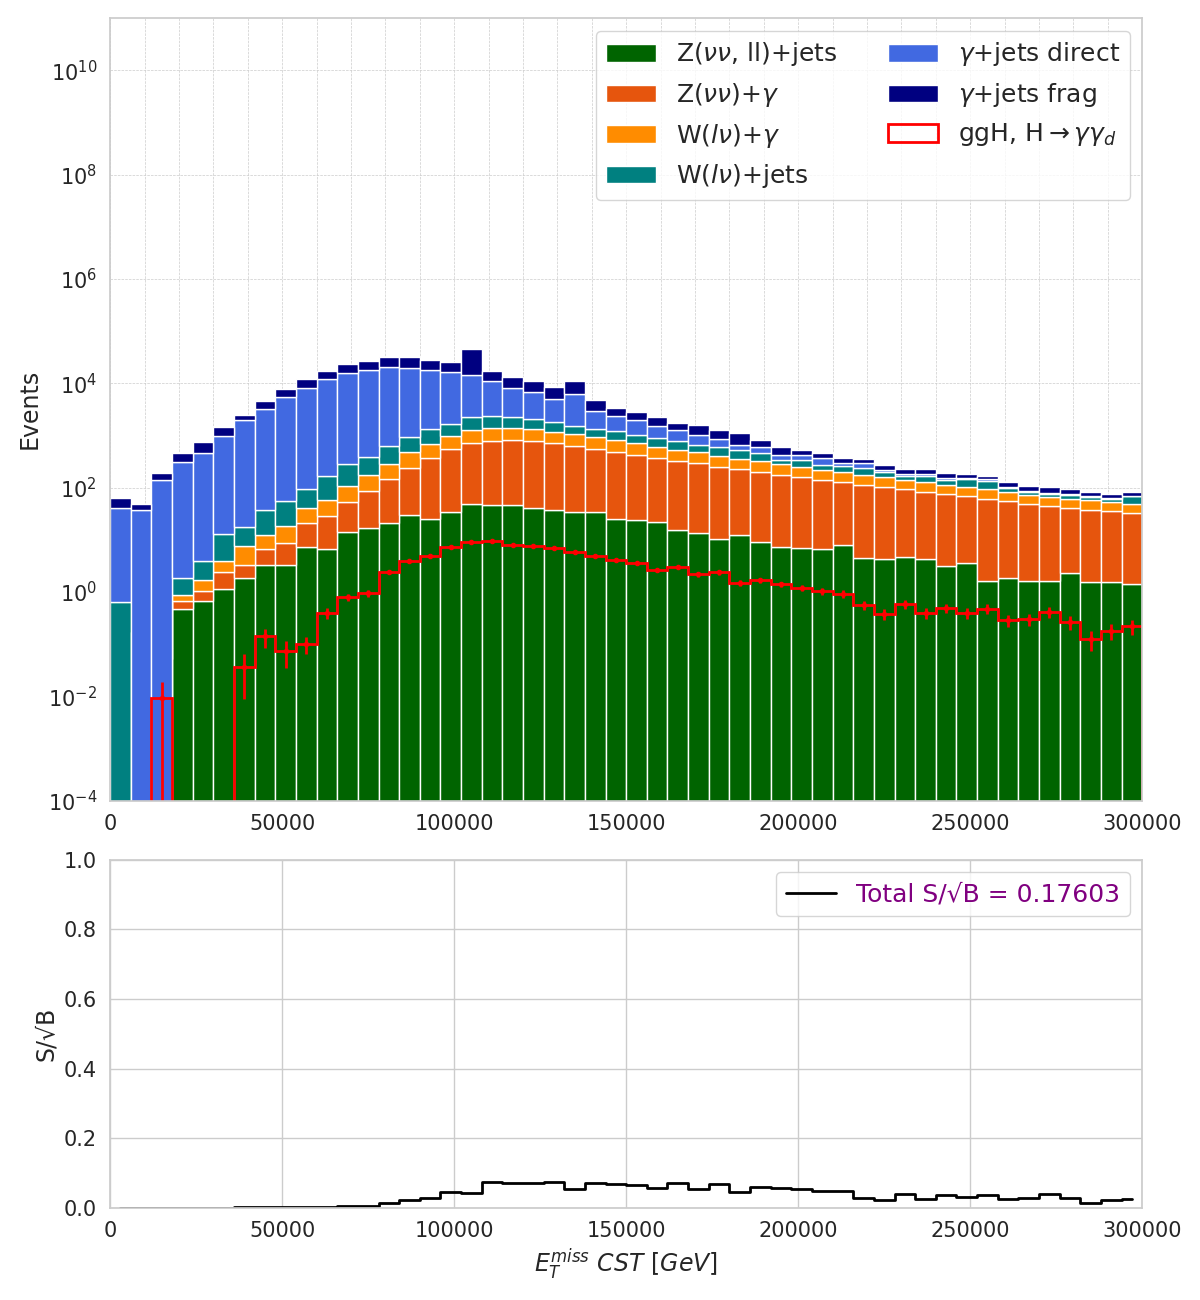 Z(νν, ll)+jets
Z(νν)+γ
W(lν)+γ
W(lν)+jets
γ+jets direct
γ+jets frag
ggH, H→γγ_d
Events
10^10
10^8
10^6
10^4
10^2
10^0
10^−2
10^−4
0 50000 100000 150000 200000 250000 300000
Total S/√B = 0.17603
S/√B
1.0
0.8
0.6
0.4
0.2
0.0
0 50000 100000 150000 200000 250000 300000
E_T^miss CST [GeV]